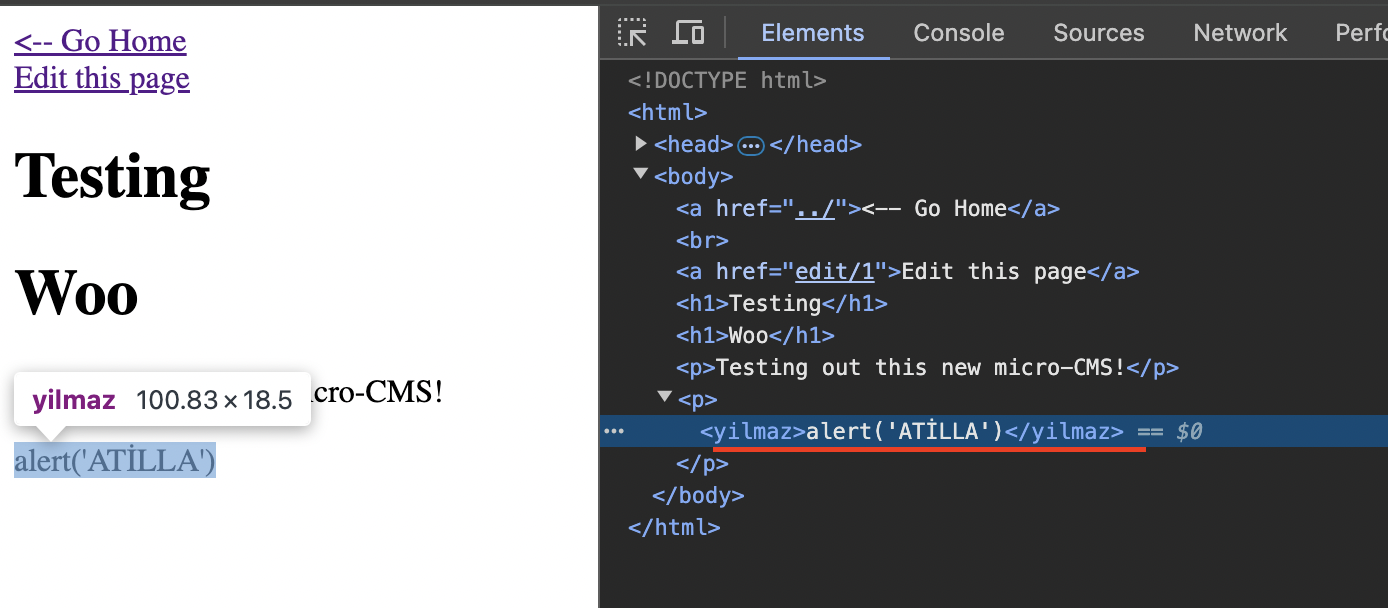 <-- Go Home
Edit this page
Testing
Woo
cro-CMS!
yilmaz 100.83 × 18.5
alert('ATİLLA')
Elements Console Sources Network Perfo
<!DOCTYPE html>
<html>
<head>…</head>
<body>
<a href="../"><-- Go Home</a>
<br>
<a href="edit/1">Edit this page</a>
<h1>Testing</h1>
<h1>Woo</h1>
<p>Testing out this new micro-CMS!</p>
<p>
<yilmaz>alert('ATİLLA')</yilmaz> == $0
</p>
</body>
</html>